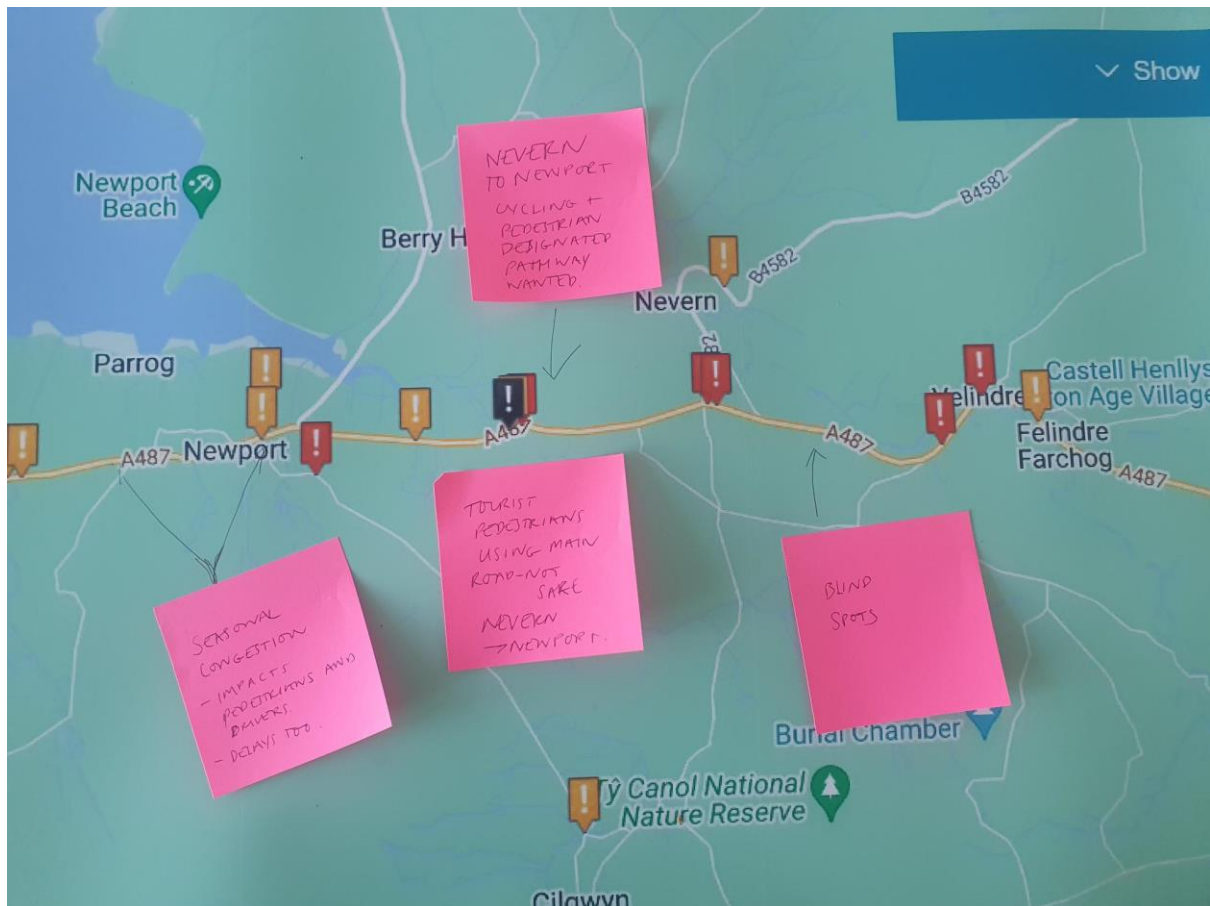 Show
Newport
Beach
NEVERN
TO NEWPORT
CYCLING +
PEDESTRIAN
DESIGNATED
PATHWAY
WANTED.
Berry H
B4582
B4582
Nevern
Parrog
Castell Henllys
Velindre
on Age Village
A487
Newport
A487
A487
Felindre
Farchog
A487
TOURIST
PEDESTRIANS
USING MAIN
ROAD-NOT
SAFE
NEVERN
→NEWPORT.
BLIND
SPOTS
SEASONAL
CONGESTION
- IMPACTS
PEDESTRIANS AND
DRIVERS.
- DELAYS TOO.
Burial Chamber
Tŷ Canol National
Nature Reserve
Cilgwyn